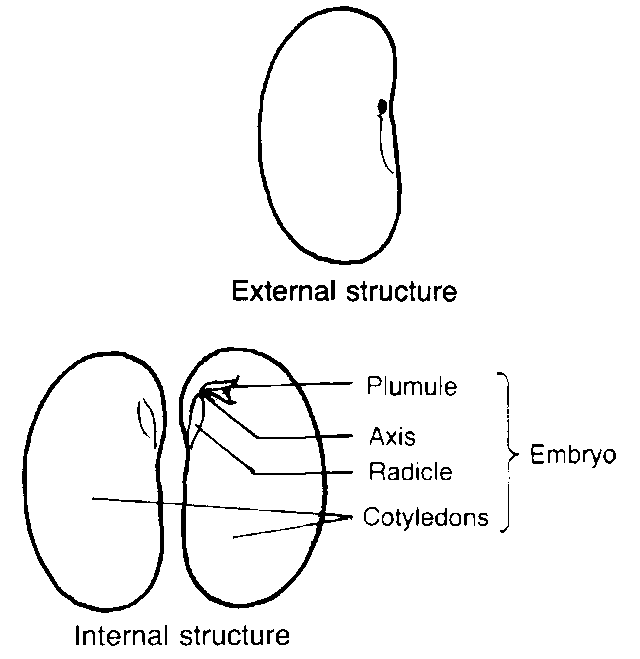 External structure
Plumule
Axis
Radicle
Embryo
Cotyledons
Internal structure